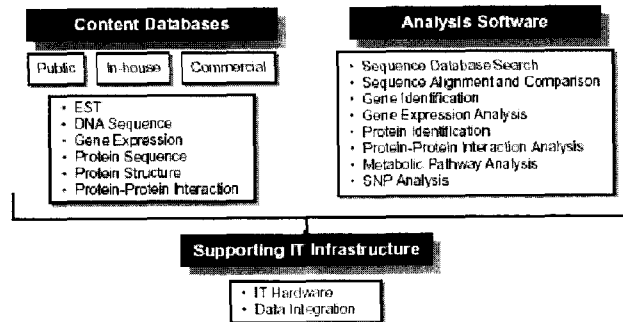 Content Databases
Public
In-house
Commercial
• EST
• DNA Sequence
• Gene Expression
• Protein Sequence
• Protein Structure
• Protein-Protein Interaction
Analysis Software
• Sequence Database Search
• Sequence Alignment and Comparison
• Gene Identification
• Gene Expression Analysis
• Protein Identification
• Protein-Protein Interaction Analysis
• Metabolic Pathway Analysis
• SNP Analysis
Supporting IT Infrastructure
• IT Hardware
• Data Integration